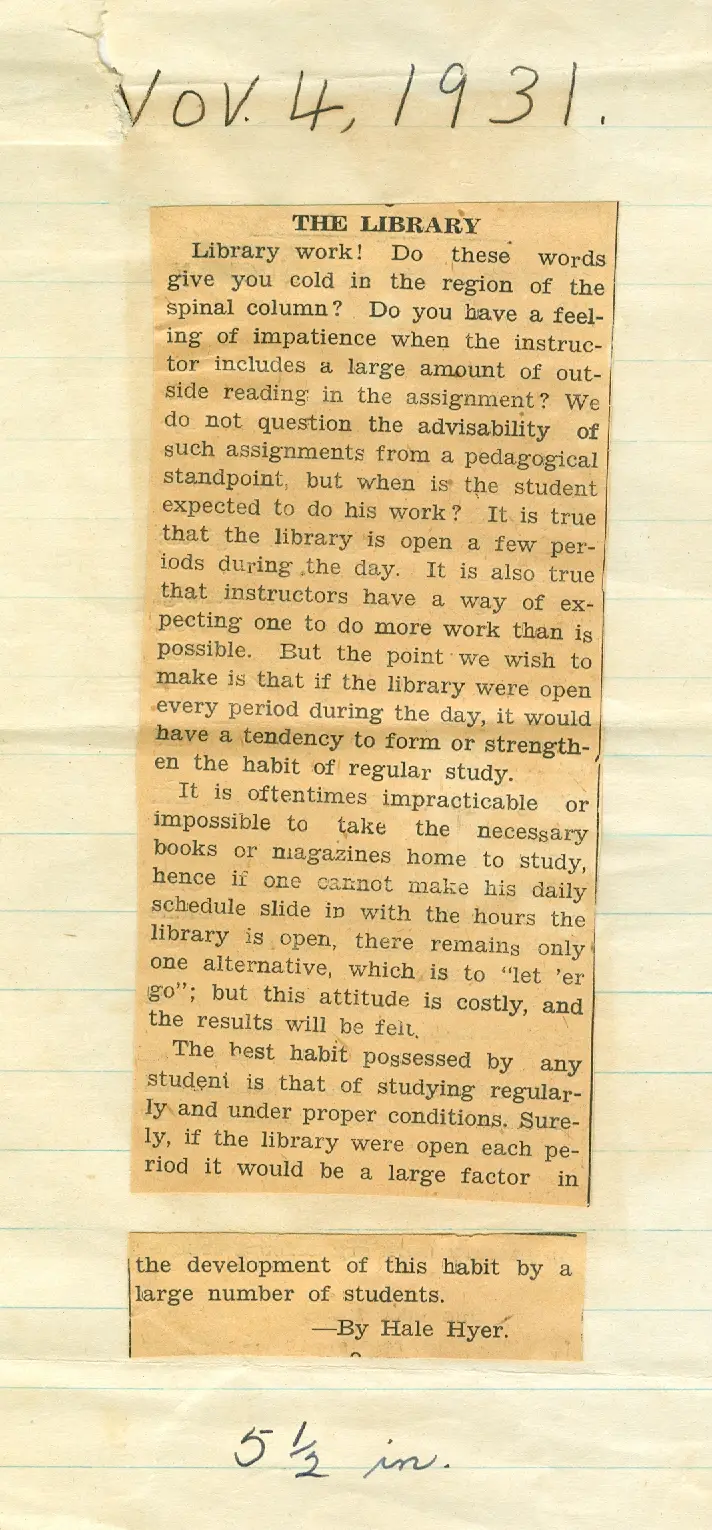 Nov. 4, 1931.
THE LIBRARY
Library work! Do these words
give you cold in the region of the
spinal column? Do you have a feel-
ing of impatience when the instruc-
tor includes a large amount of out-
side reading in the assignment? We
do not question the advisability of
such assignments from a pedagogical
standpoint, but when is the student
expected to do his work? It is true
that the library is open a few per-
iods during the day. It is also true
that instructors have a way of ex-
pecting one to do more work than is
possible. But the point we wish to
make is that if the library were open
every period during the day, it would
have a tendency to form or strength-
en the habit of regular study.
It is oftentimes impracticable or
impossible to take the necessary
books or magazines home to study,
hence if one cannot make his daily
schedule slide in with the hours the
library is open, there remains only
one alternative, which is to “let ’er
go”; but this attitude is costly, and
the results will be felt.
The best habit possessed by any
student is that of studying regular-
ly and under proper conditions. Sure-
ly, if the library were open each pe-
riod it would be a large factor in
the development of this habit by a
large number of students.
—By Hale Hyer.
5 1/2 in.